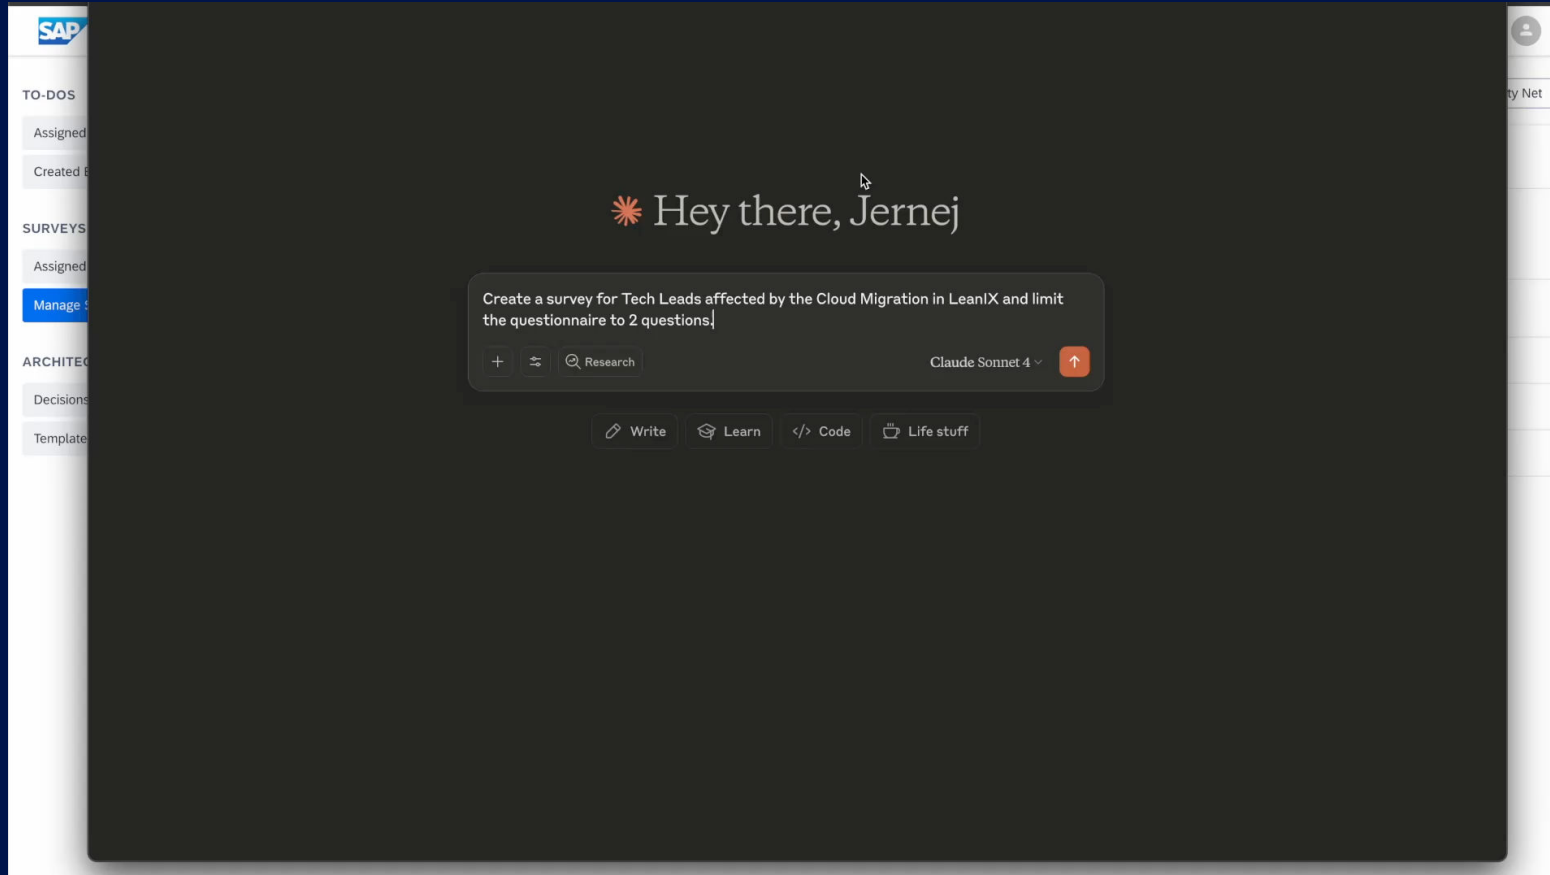 SAP
TO-DOS
Assigned
Created
SURVEYS
Assigned
Manage
Decisions
Template
ty Net
Hey there, Jernej
Create a survey for Tech Leads affected by the Cloud Migration in LeanIX and limit
the questionnaire to 2 questions.
Research
Claude Sonnet 4
Write
Learn
</> Code
Life stuff